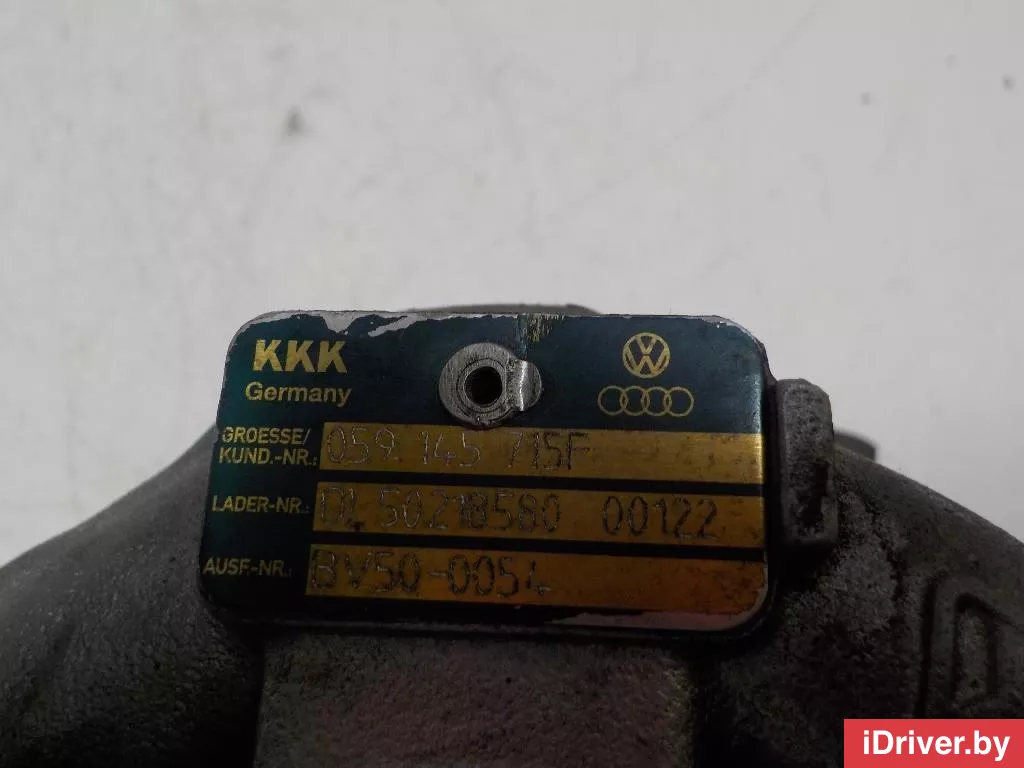 KKK
Germany
GROESSE/
KUND.-NR.: 059 145 715F
LADER-NR.: DL 50218580 00122
AUSF.-NR.: BV50-0054
iDriver.by